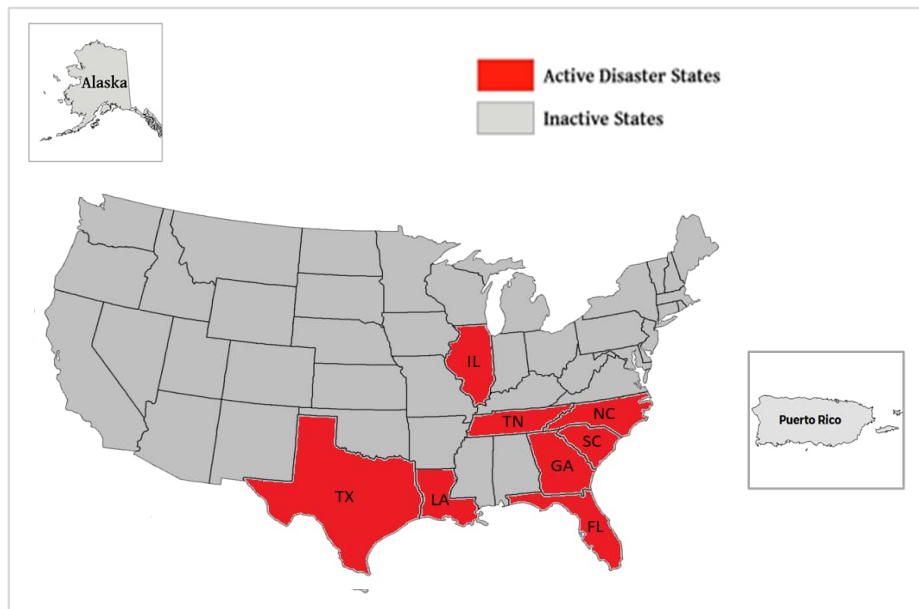 Alaska
Active Disaster States
Inactive States
IL
TN
NC
SC
GA
TX
LA
FL
Puerto Rico